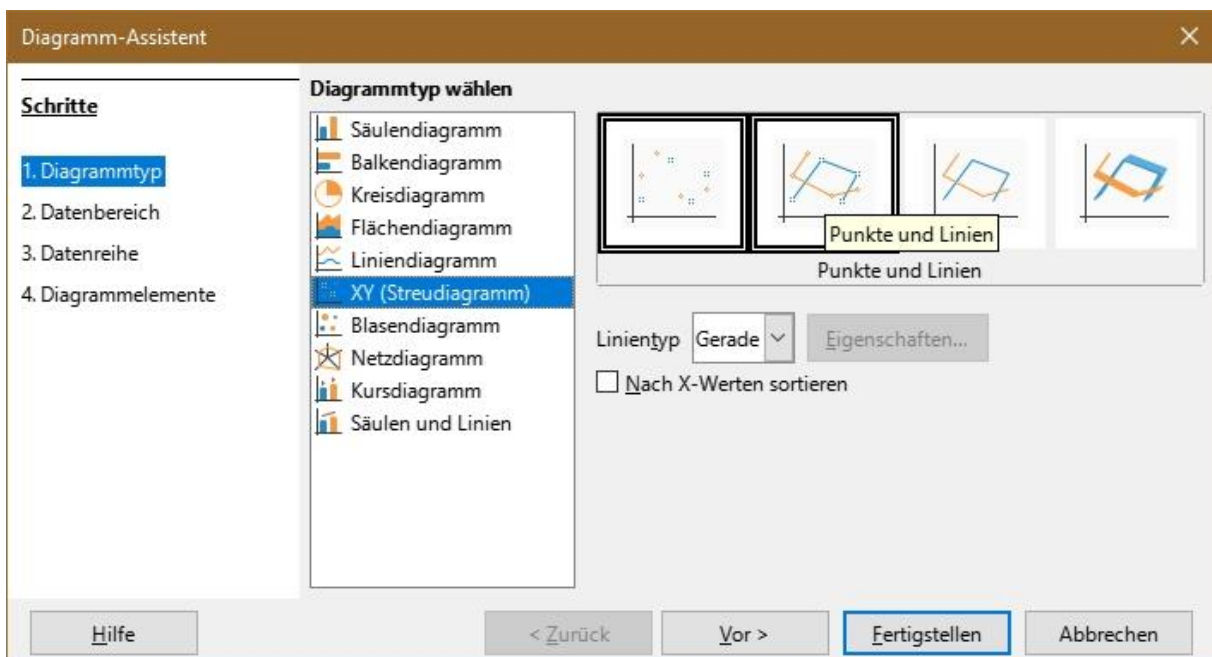 Diagramm-Assistent
Schritte
1. Diagrammtyp
2. Datenbereich
3. Datenreihe
4. Diagrammelemente
Diagrammtyp wählen
Säulendiagramm
Balkendiagramm
Kreisdiagramm
Flächendiagramm
Liniendiagramm
XY (Streudiagramm)
Blasendiagramm
Netzdiagramm
Kursdiagramm
Säulen und Linien
Punkte und Linien
Punkte und Linien
Linientyp Gerade Eigenschaften...
Nach X-Werten sortieren
Hilfe < Zurück Vor > Fertigstellen Abbrechen